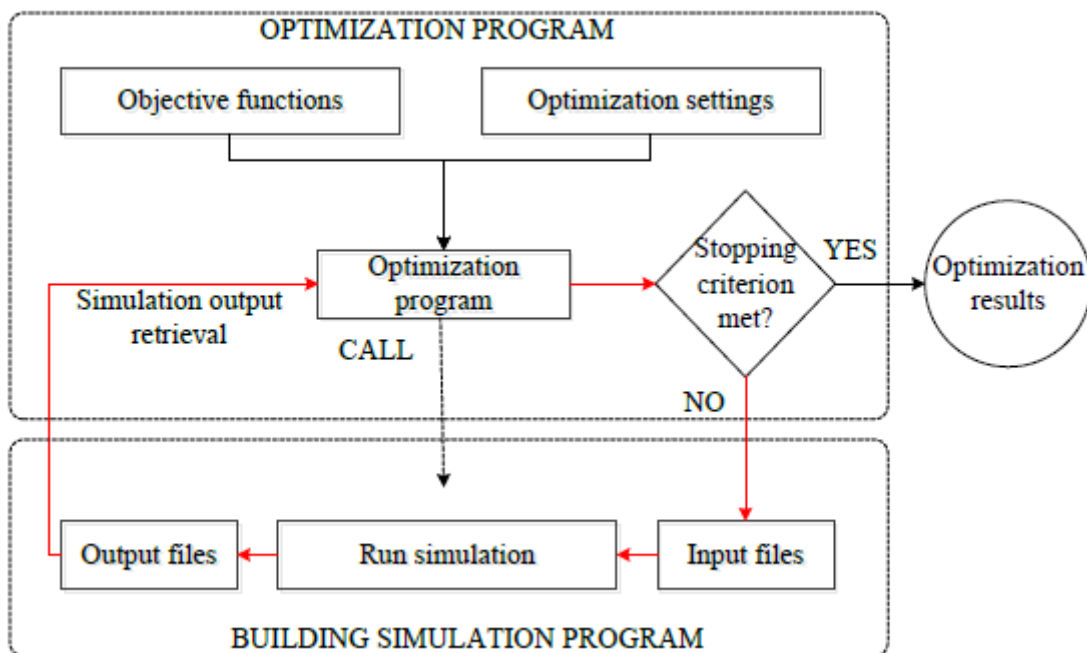 OPTIMIZATION PROGRAM
Objective functions
Optimization settings
Optimization
program
Stopping
criterion
met?
YES
Optimization
results
Simulation output
retrieval
CALL
NO
Output files
Run simulation
Input files
BUILDING SIMULATION PROGRAM